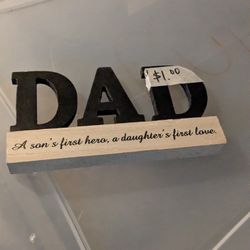 DAD
$1.00
A son's first hero, a daughter's first love.